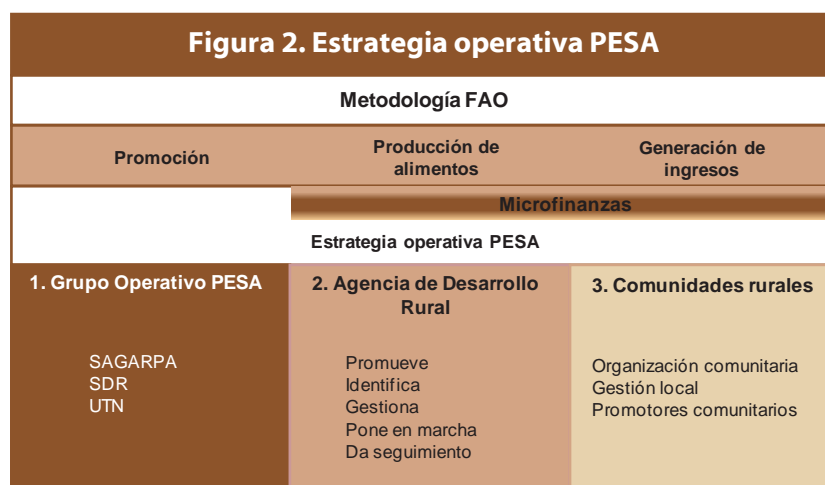 Figura 2. Estrategia operativa PESA
Metodología FAO
Promoción
Producción de
alimentos
Generación de
ingresos
Microfinanzas
Estrategia operativa PESA
1. Grupo Operativo PESA
SAGARPA
SDR
UTN
2. Agencia de Desarrollo
Rural
Promueve
Identifica
Gestiona
Pone en marcha
Da seguimiento
3. Comunidades rurales
Organización comunitaria
Gestión local
Promotores comunitarios